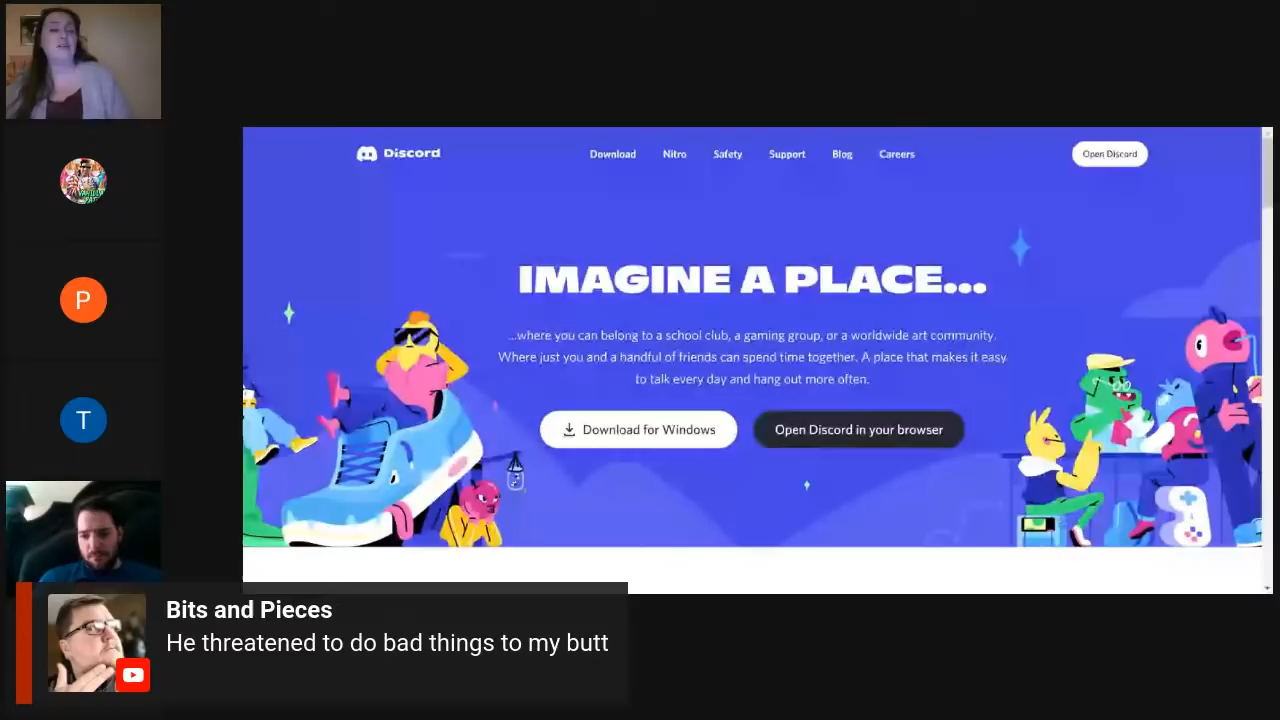 Discord
Download Nitro Safety Support Blog Careers
Open Discord
IMAGINE A PLACE...
...where you can belong to a school club, a gaming group, or a worldwide art community.
Where just you and a handful of friends can spend time together. A place that makes it easy
to talk every day and hang out more often.
Download for Windows
Open Discord in your browser
P
T
Bits and Pieces
He threatened to do bad things to my butt